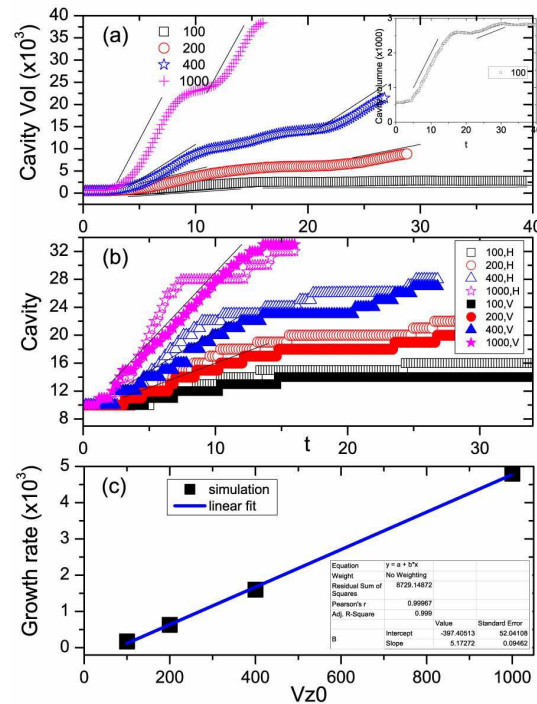 (a)
100
200
400
1000
Cavity Vol (x10³)
40
35
30
25
20
15
10
5
0
0 10 20 30 40
Cavity Volumne (x1000)
3
2
1
0
0 10 20 30 40
t
100
(b)
Cavity
32
28
24
20
16
12
8
0 10 20 30
t
100,H
200,H
400,H
1000,H
100,V
200,V
400,V
1000,V
(c)
simulation
linear fit
Growth rate (x10³)
5
4
3
2
1
0
0 200 400 600 800 1000
Vz0
Equation y = a + b*x
Weight No Weighting
Residual Sum of Squares 8729.14872
Pearson's r 0.99967
Adj. R-Square 0.999
Value Standard Error
B Intercept -397.40513 52.04108
Slope 5.17272 0.09462